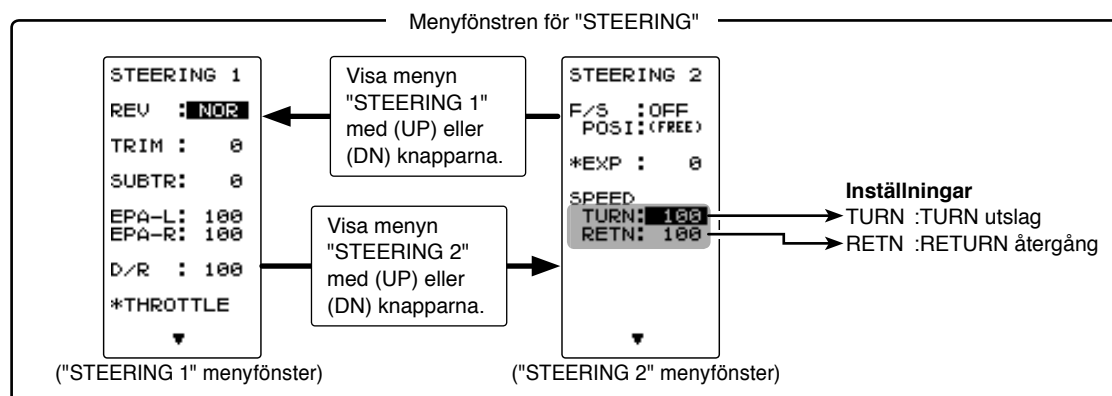 Menyfönstren för "STEERING"
STEERING 1
REV : NOR
TRIM : 0
SUBTR: 0
EPA-L: 100
EPA-R: 100
D/R : 100
*THROTTLE
▼
("STEERING 1" menyfönster)
Visa menyn
"STEERING 1"
med (UP) eller
(DN) knapparna.
Visa menyn
"STEERING 2"
med (UP) eller
(DN) knapparna.
STEERING 2
F/S :OFF
POSI:(FREE)
*EXP : 0
SPEED
TURN: 100
RETN: 100
▼
("STEERING 2" menyfönster)
Inställningar
TURN :TURN utslag
RETN :RETURN återgång